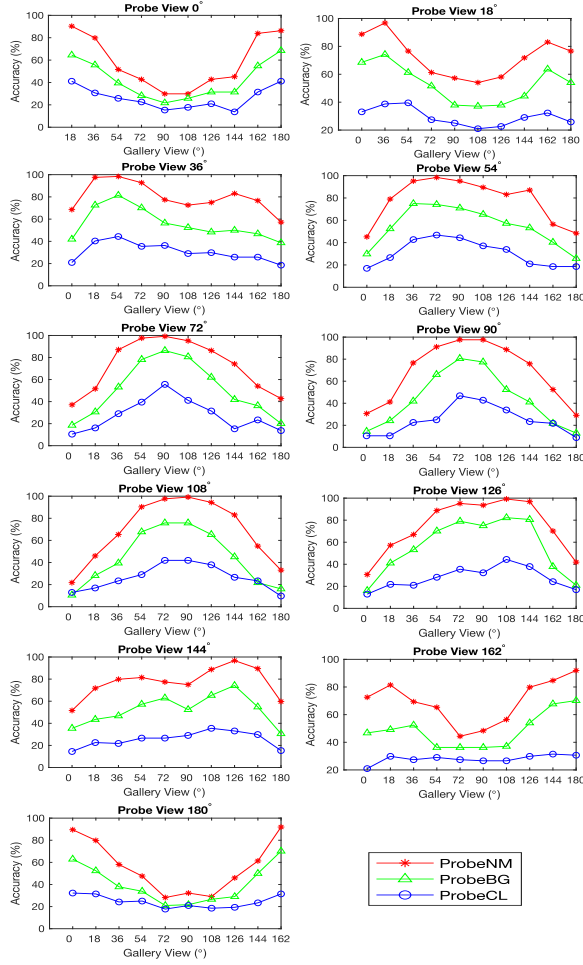 Probe View 0°
Accuracy (%)
100
80
60
40
20
0
18 36 54 72 90 108 126 144 162 180
Gallery View (°)
Probe View 18°
Accuracy (%)
100
80
60
40
20
0 36 54 72 90 108 126 144 162 180
Gallery View (°)
Probe View 36°
Accuracy (%)
100
80
60
40
20
0
0 18 54 72 90 108 126 144 162 180
Gallery View (°)
Probe View 54°
Accuracy (%)
100
80
60
40
20
0
0 18 36 72 90 108 126 144 162 180
Gallery View (°)
Probe View 72°
Accuracy (%)
100
80
60
40
20
0
0 18 36 54 90 108 126 144 162 180
Gallery View (°)
Probe View 90°
Accuracy (%)
100
80
60
40
20
0
0 18 36 54 72 108 126 144 162 180
Gallery View (°)
Probe View 108°
Accuracy (%)
100
80
60
40
20
0
0 18 36 54 72 90 126 144 162 180
Gallery View (°)
Probe View 126°
Accuracy (%)
100
80
60
40
20
0
0 18 36 54 72 90 108 144 162 180
Gallery View (°)
Probe View 144°
Accuracy (%)
100
80
60
40
20
0
0 18 36 54 72 90 108 126 162 180
Gallery View (°)
Probe View 162°
Accuracy (%)
100
80
60
40
20
0 18 36 54 72 90 108 126 144 180
Gallery View (°)
Probe View 180°
Accuracy (%)
100
80
60
40
20
0
0 18 36 54 72 90 108 126 144 162
Gallery View (°)
ProbeNM
ProbeBG
ProbeCL